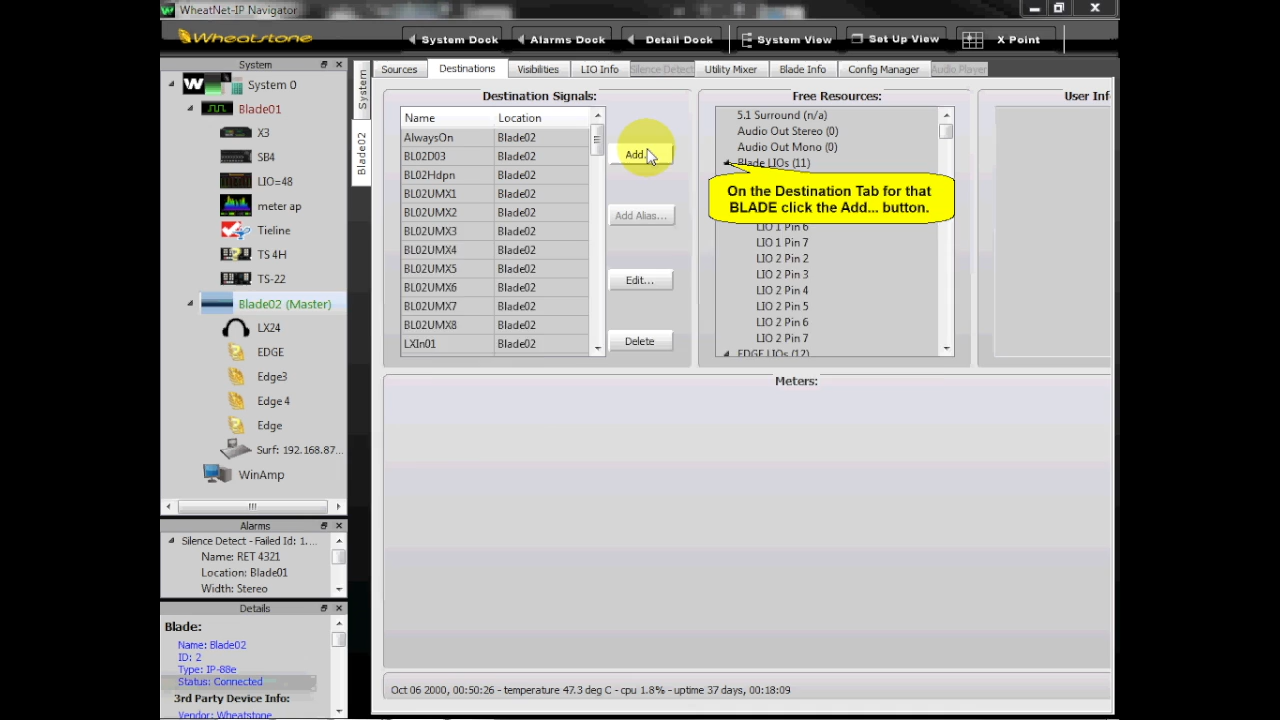 WheatNet-IP Navigator
Wheatstone
System Dock
Alarms Dock
Detail Dock
System View
Set Up View
X Point
System
System 0
Blade01
X3
SB4
LIO=48
meter ap
Tieline
TS 4H
TS-22
Blade02 (Master)
LX24
EDGE
Edge3
Edge 4
Edge
Surf: 192.168.87...
WinAmp
Alarms
Silence Detect - Failed Id: 1....
Name: RET 4321
Location: Blade01
Width: Stereo
Details
Blade:
Name: Blade02
ID: 2
Type: IP-88e
Status: Connected
3rd Party Device Info:
Vendor: Wheatstone
System
Blade02
Sources
Destinations
Visibilities
LIO Info
Silence Detect
Utility Mixer
Blade Info
Config Manager
Audio Player
Destination Signals:
Name Location
AlwaysOn Blade02
BL02D03 Blade02
BL02Hdpn Blade02
BL02UMX1 Blade02
BL02UMX2 Blade02
BL02UMX3 Blade02
BL02UMX4 Blade02
BL02UMX5 Blade02
BL02UMX6 Blade02
BL02UMX7 Blade02
BL02UMX8 Blade02
LXIn01 Blade02
Add...
Add Alias...
Edit...
Delete
Free Resources:
5.1 Surround (n/a)
Audio Out Stereo (0)
Audio Out Mono (0)
Blade LIOs (11)
On the Destination Tab for that
BLADE click the Add... button.
LIO 1 Pin 6
LIO 1 Pin 7
LIO 2 Pin 2
LIO 2 Pin 3
LIO 2 Pin 4
LIO 2 Pin 5
LIO 2 Pin 6
LIO 2 Pin 7
EDGE LIOs (12)
User Inf
Meters:
Oct 06 2000, 00:50:26 - temperature 47.3 deg C - cpu 1.8% - uptime 37 days, 00:18:09